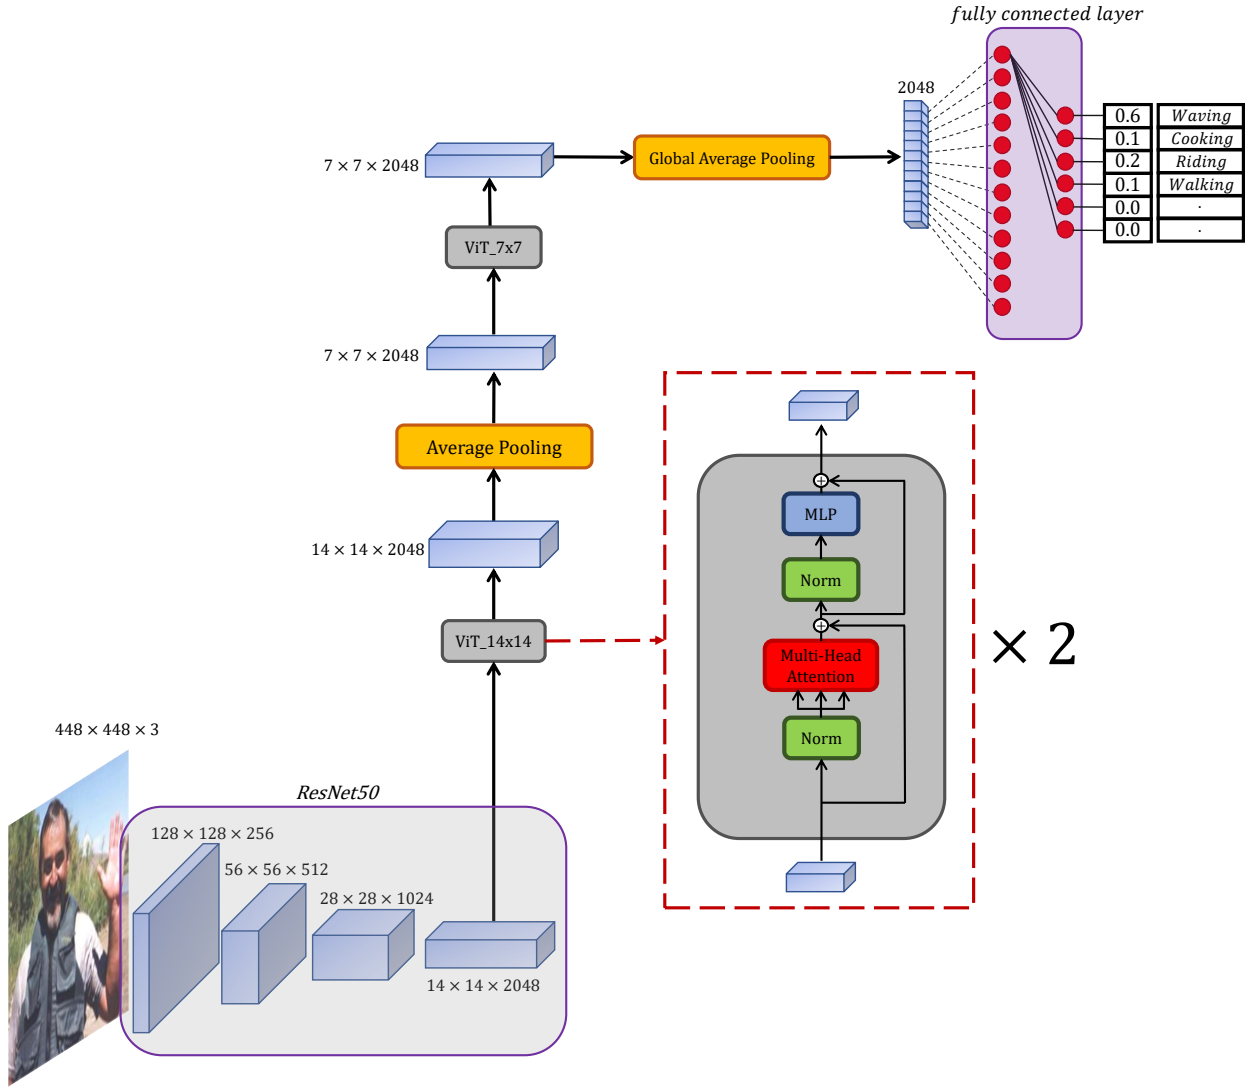 fully connected layer
2048
0.6 Waving
0.1 Cooking
0.2 Riding
0.1 Walking
0.0 .
0.0 .
7 × 7 × 2048
Global Average Pooling
ViT_7x7
7 × 7 × 2048
Average Pooling
14 × 14 × 2048
ViT_14x14
MLP
Norm
Multi-Head
Attention
Norm
× 2
448 × 448 × 3
ResNet50
128 × 128 × 256
56 × 56 × 512
28 × 28 × 1024
14 × 14 × 2048